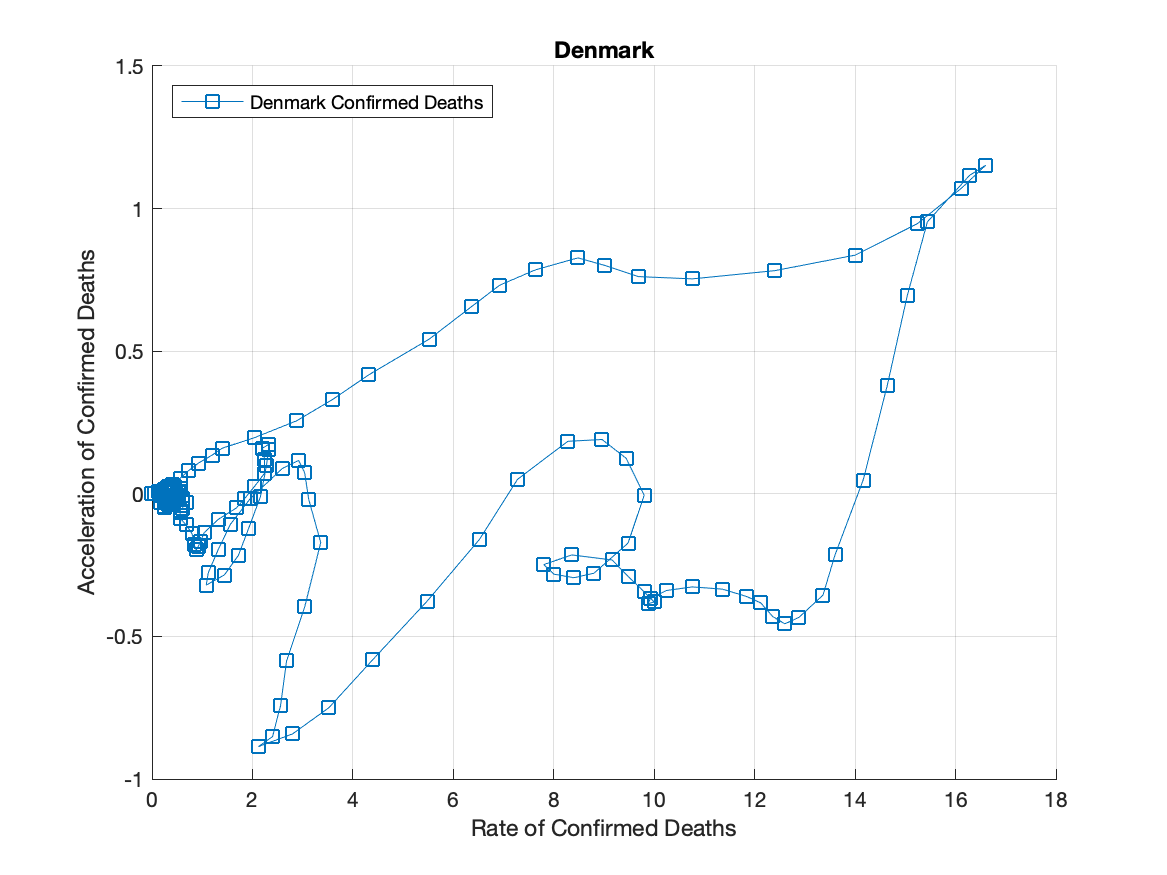 Denmark
Denmark Confirmed Deaths
1.5
1
0.5
0
-0.5
-1
Acceleration of Confirmed Deaths
0 2 4 6 8 10 12 14 16 18
Rate of Confirmed Deaths